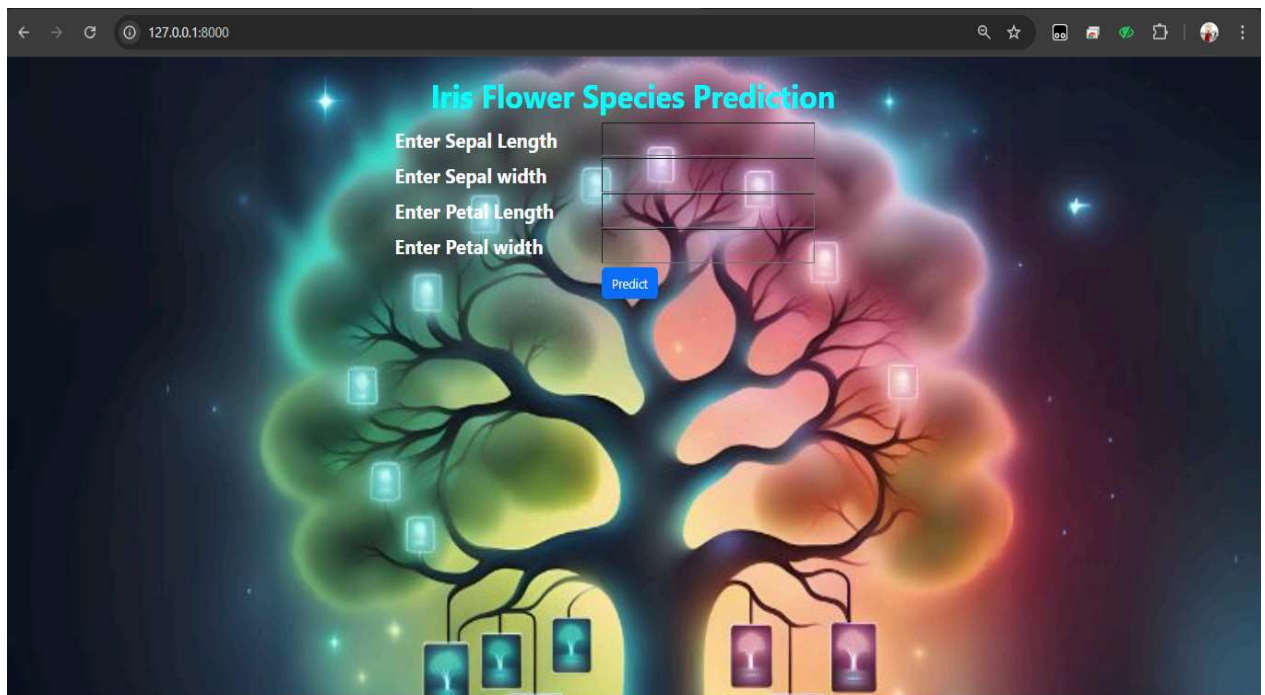 127.0.0.1:8000
Iris Flower Species Prediction
Enter Sepal Length
Enter Sepal width
Enter Petal Length
Enter Petal width
Predict